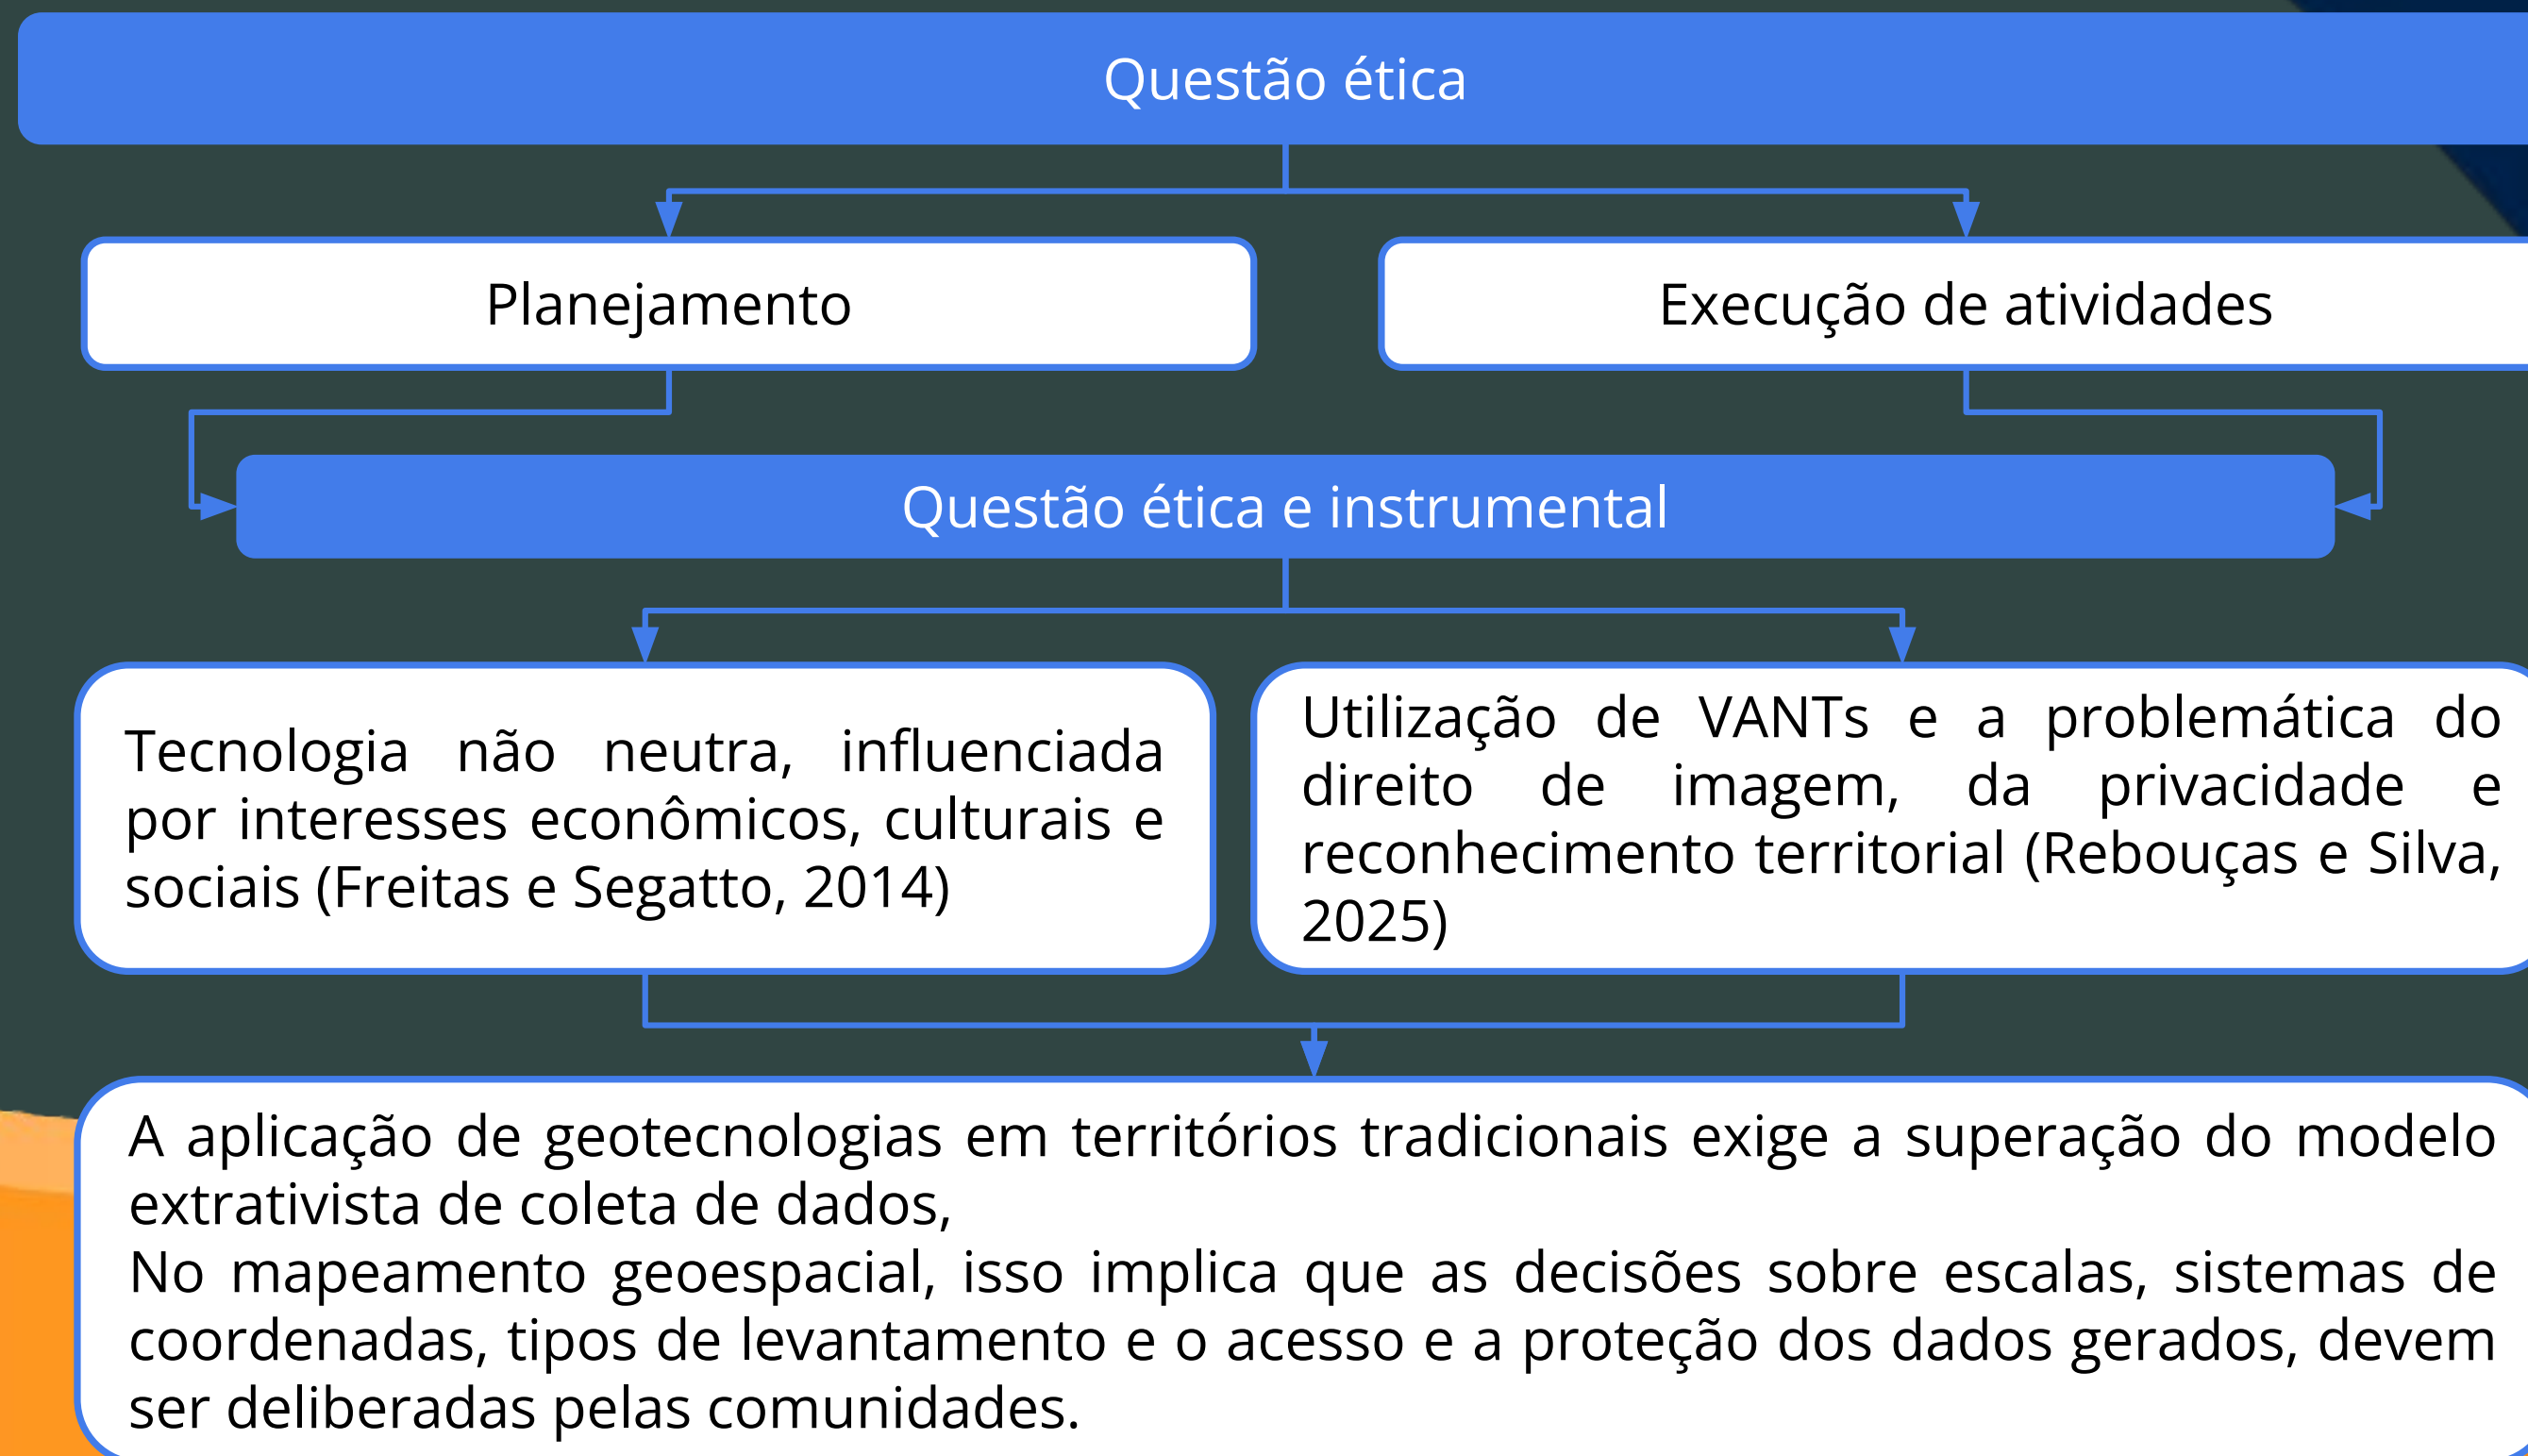 Questão ética
Planejamento
Execução de atividades
Questão ética e instrumental
Tecnologia não neutra, influenciada
por interesses econômicos, culturais e
sociais (Freitas e Segatto, 2014)
Utilização de VANTs e a problemática do
direito de imagem, da privacidade e
reconhecimento territorial (Rebouças e Silva,
2025)
A aplicação de geotecnologias em territórios tradicionais exige a superação do modelo
extrativista de coleta de dados,
No mapeamento geoespacial, isso implica que as decisões sobre escalas, sistemas de
coordenadas, tipos de levantamento e o acesso e a proteção dos dados gerados, devem
ser deliberadas pelas comunidades.